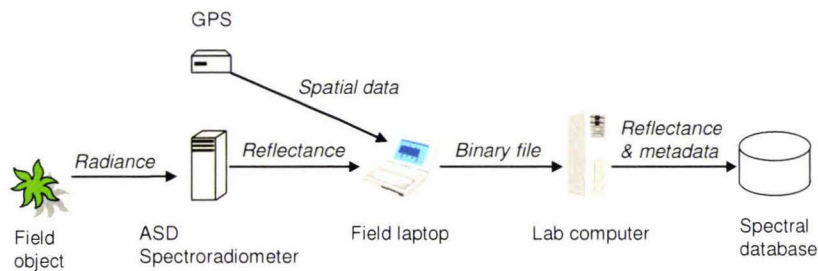 GPS
Spatial data
Radiance
Reflectance
Binary file
Reflectance
& metadata
Field
object
ASD
Spectroradiometer
Field laptop
Lab computer
Spectral
database